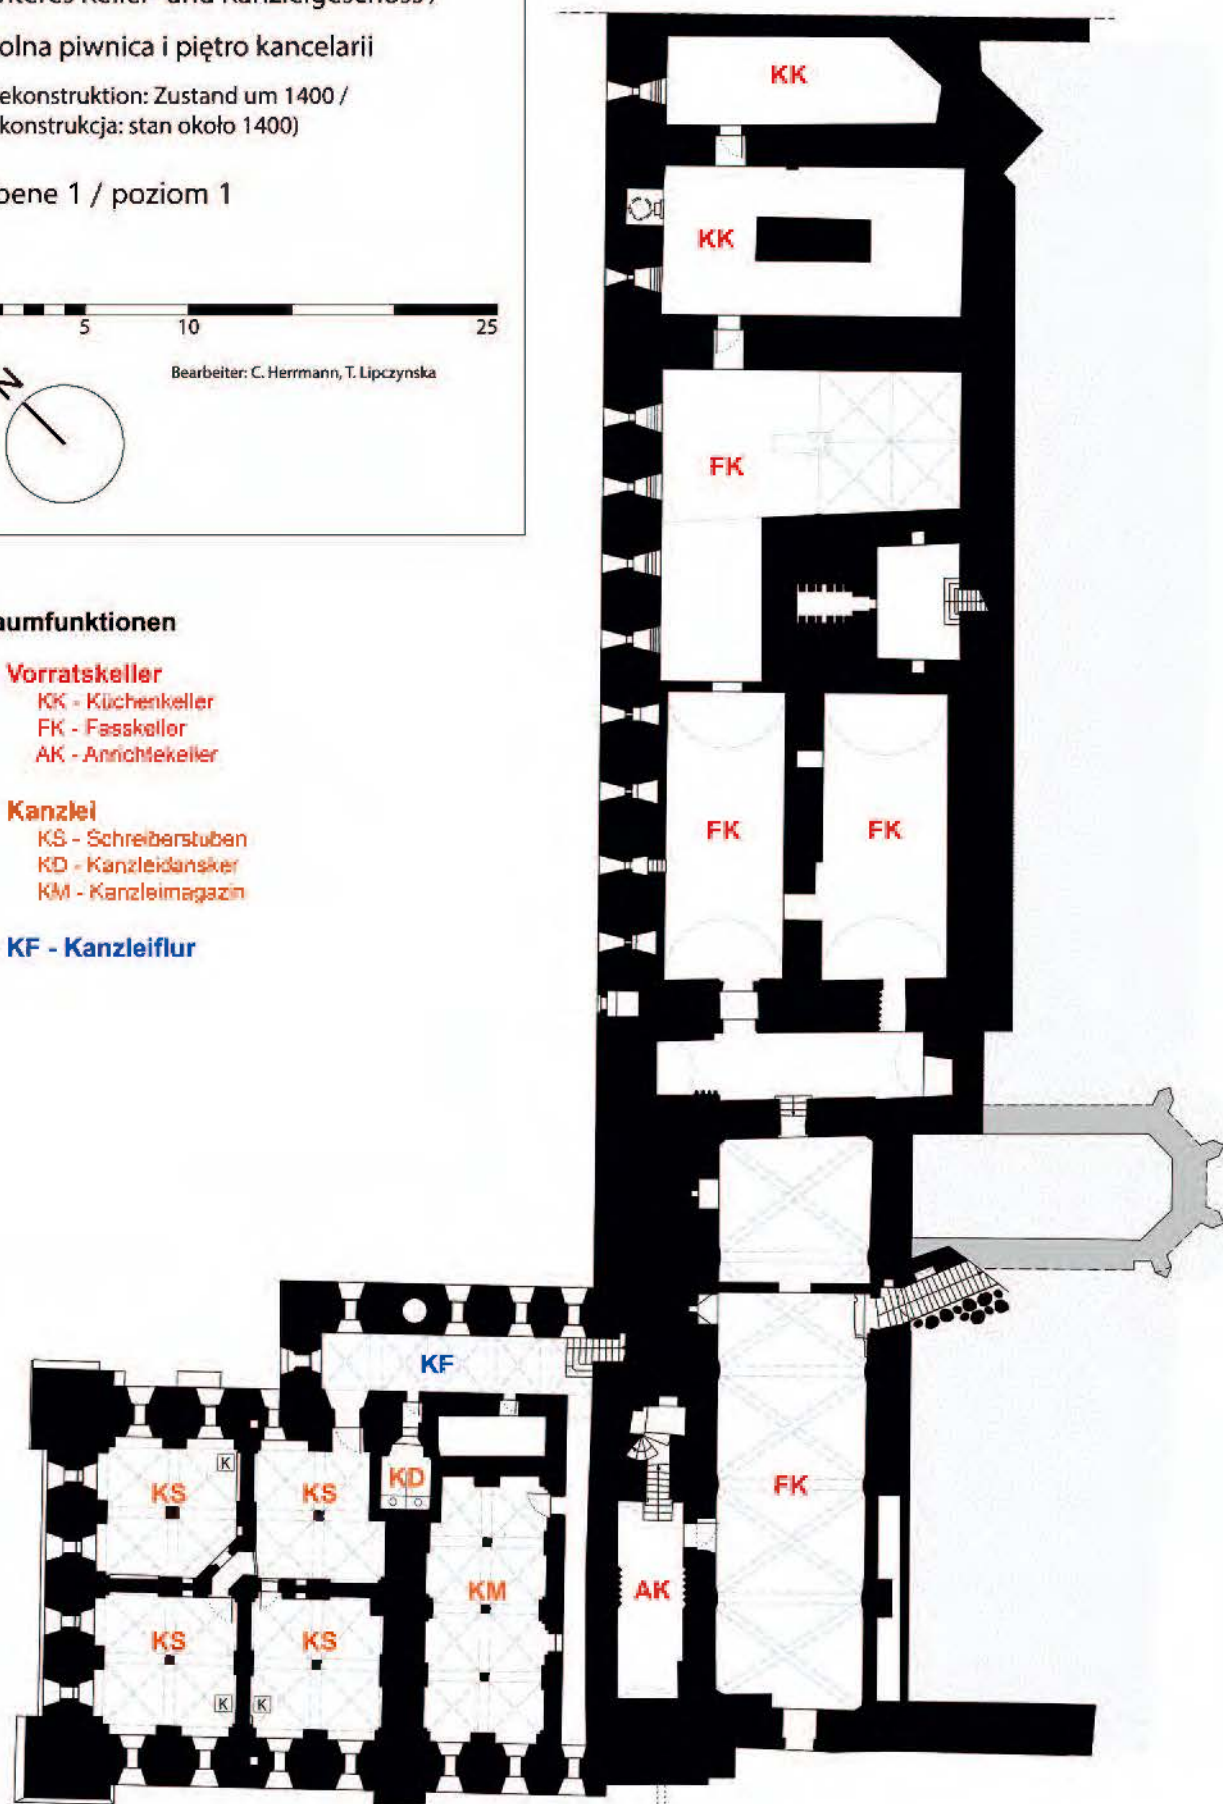 olna piwnica i piętro kancelarii
ekonstruktion: Zustand um 1400 /
konstrukcja: stan około 1400)
bene 1 / poziom 1
5 10 25
Bearbeiter: C. Herrmann, T. Lipczynska
N
aumfunktionen
Vorratskeller
KK - Küchenkeller
FK - Fasskeller
AK - Anrichtekeller
Kanzlei
KS - Schreiberstuben
KD - Kanzleidansker
KM - Kanzleimagazin
KF - Kanzleiflur
KK
KK
FK
FK FK
KF
K
KS KS KD FK
KM AK
KS KS
K K